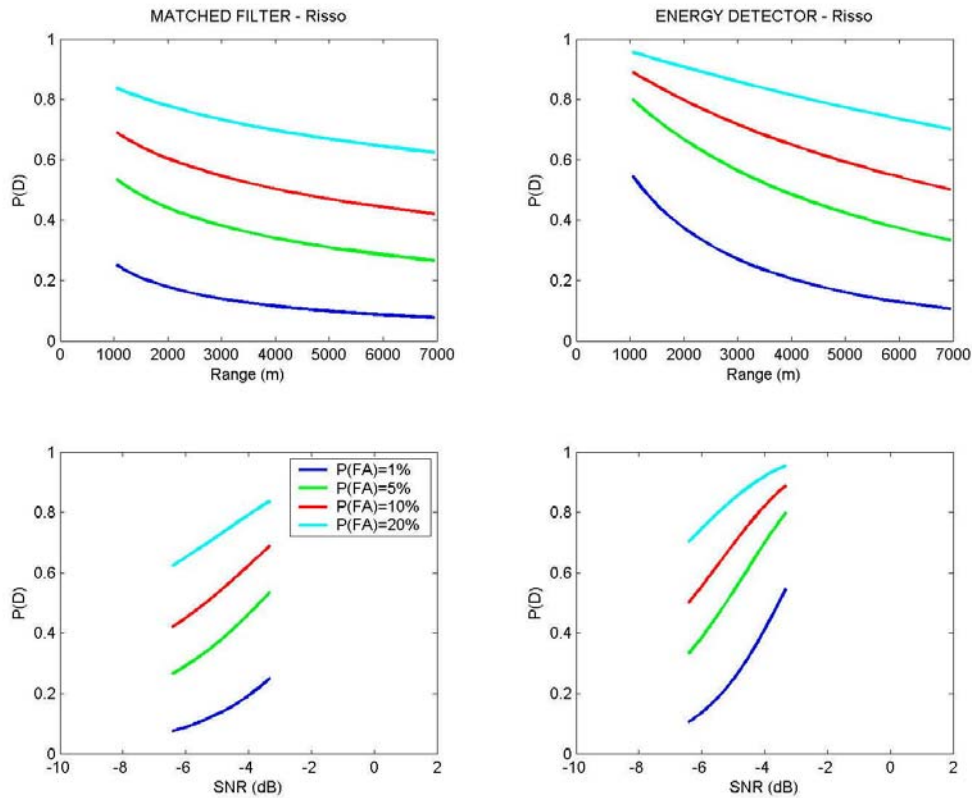 MATCHED FILTER - Risso
1
0.8
0.6
0.4
0.2
0
P(D)
0 1000 2000 3000 4000 5000 6000 7000
Range (m)
ENERGY DETECTOR - Risso
1
0.8
0.6
0.4
0.2
0
P(D)
0 1000 2000 3000 4000 5000 6000 7000
Range (m)
1
0.8
0.6
0.4
0.2
0
P(D)
P(FA)=1%
P(FA)=5%
P(FA)=10%
P(FA)=20%
-10 -8 -6 -4 -2 0 2
SNR (dB)
1
0.8
0.6
0.4
0.2
0
P(D)
-10 -8 -6 -4 -2 0 2
SNR (dB)